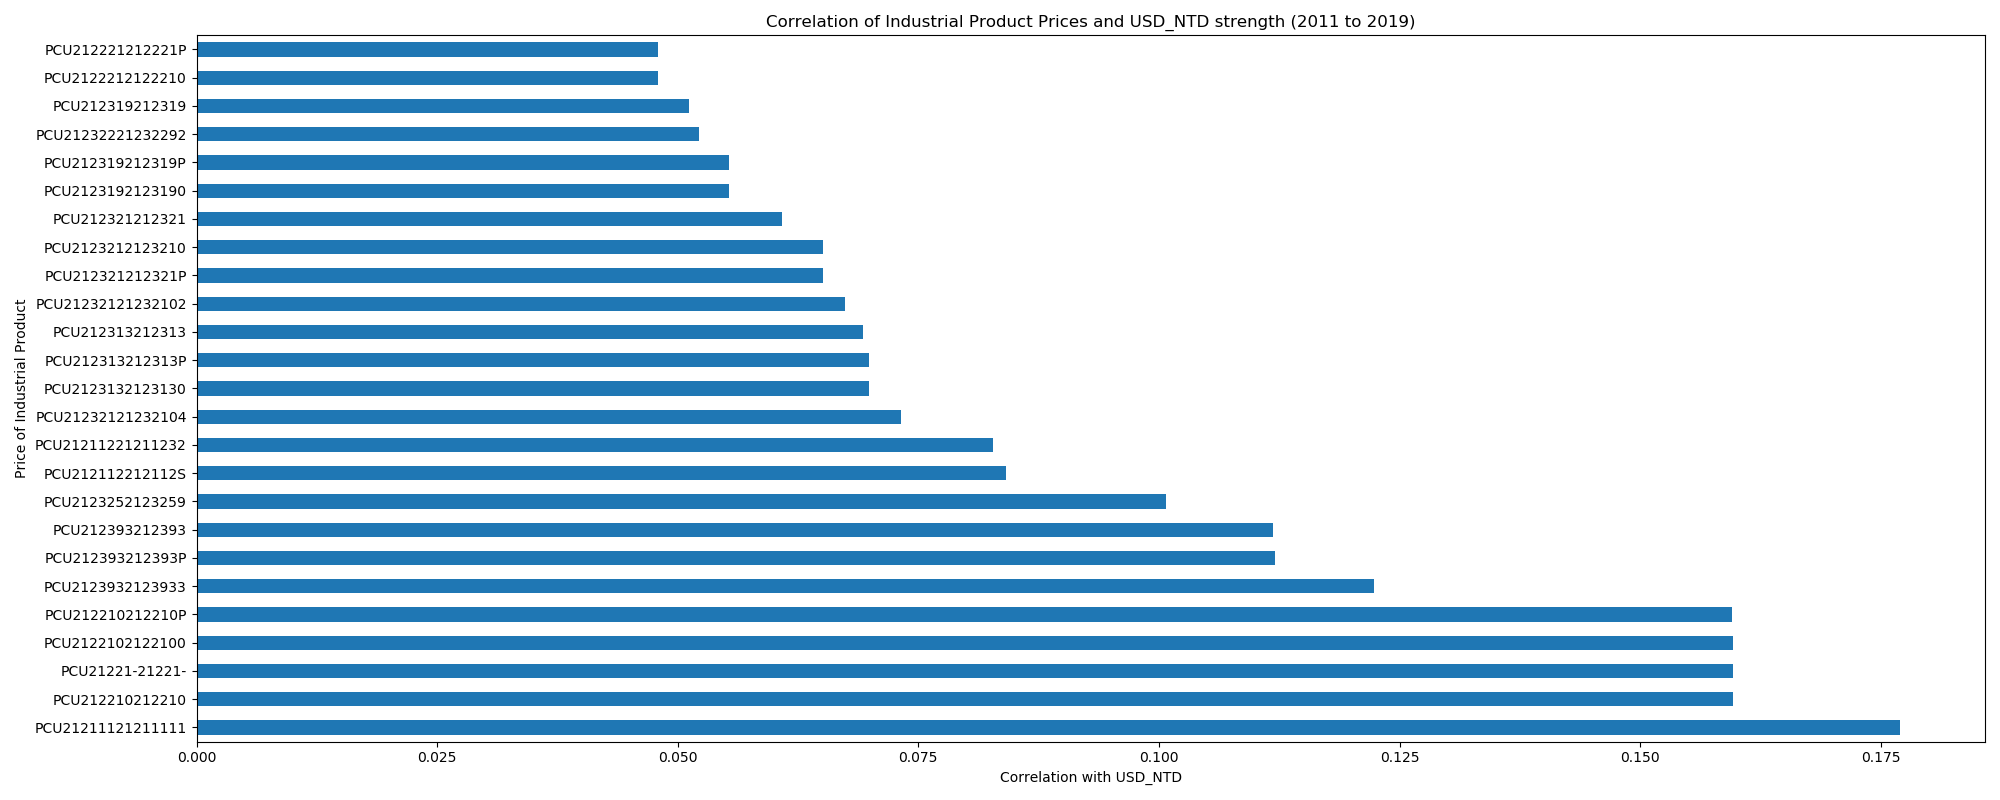 Correlation of Industrial Product Prices and USD_NTD strength (2011 to 2019)
Price of Industrial Product
PCU212221212221P
PCU2122212122210
PCU212319212319
PCU21232221232292
PCU212319212319P
PCU2123192123190
PCU212321212321
PCU2123212123210
PCU212321212321P
PCU21232121232102
PCU212313212313
PCU212313212313P
PCU2123132123130
PCU21232121232104
PCU21211221211232
PCU212112212112S
PCU2123252123259
PCU212393212393
PCU212393212393P
PCU2123932123933
PCU212210212210P
PCU2122102122100
PCU21221-21221-
PCU212210212210
PCU21211121211111
0.000 0.025 0.050 0.075 0.100 0.125 0.150 0.175
Correlation with USD_NTD